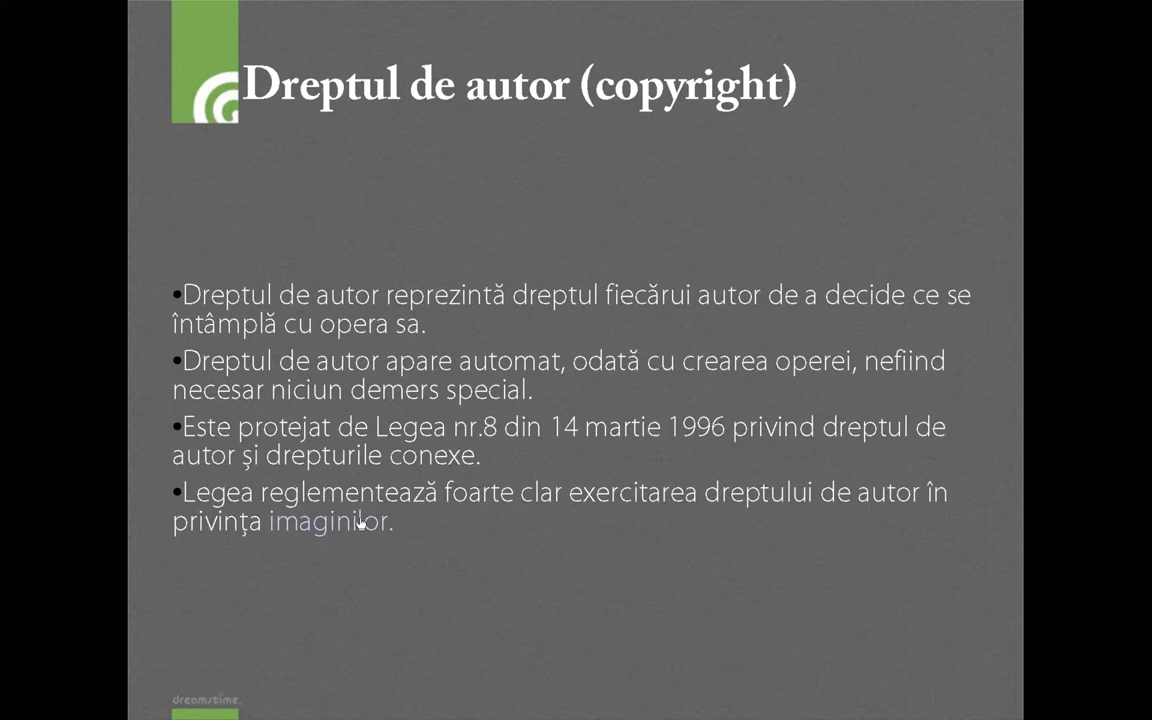 Dreptul de autor (copyright)
•Dreptul de autor reprezintă dreptul fiecărui autor de a decide ce se
întâmplă cu opera sa.
•Dreptul de autor apare automat, odată cu crearea operei, nefiind
necesar niciun demers special.
•Este protejat de Legea nr.8 din 14 martie 1996 privind dreptul de
autor și drepturile conexe.
•Legea reglementează foarte clar exercitarea dreptului de autor în
privința imaginilor.
dreamstime.